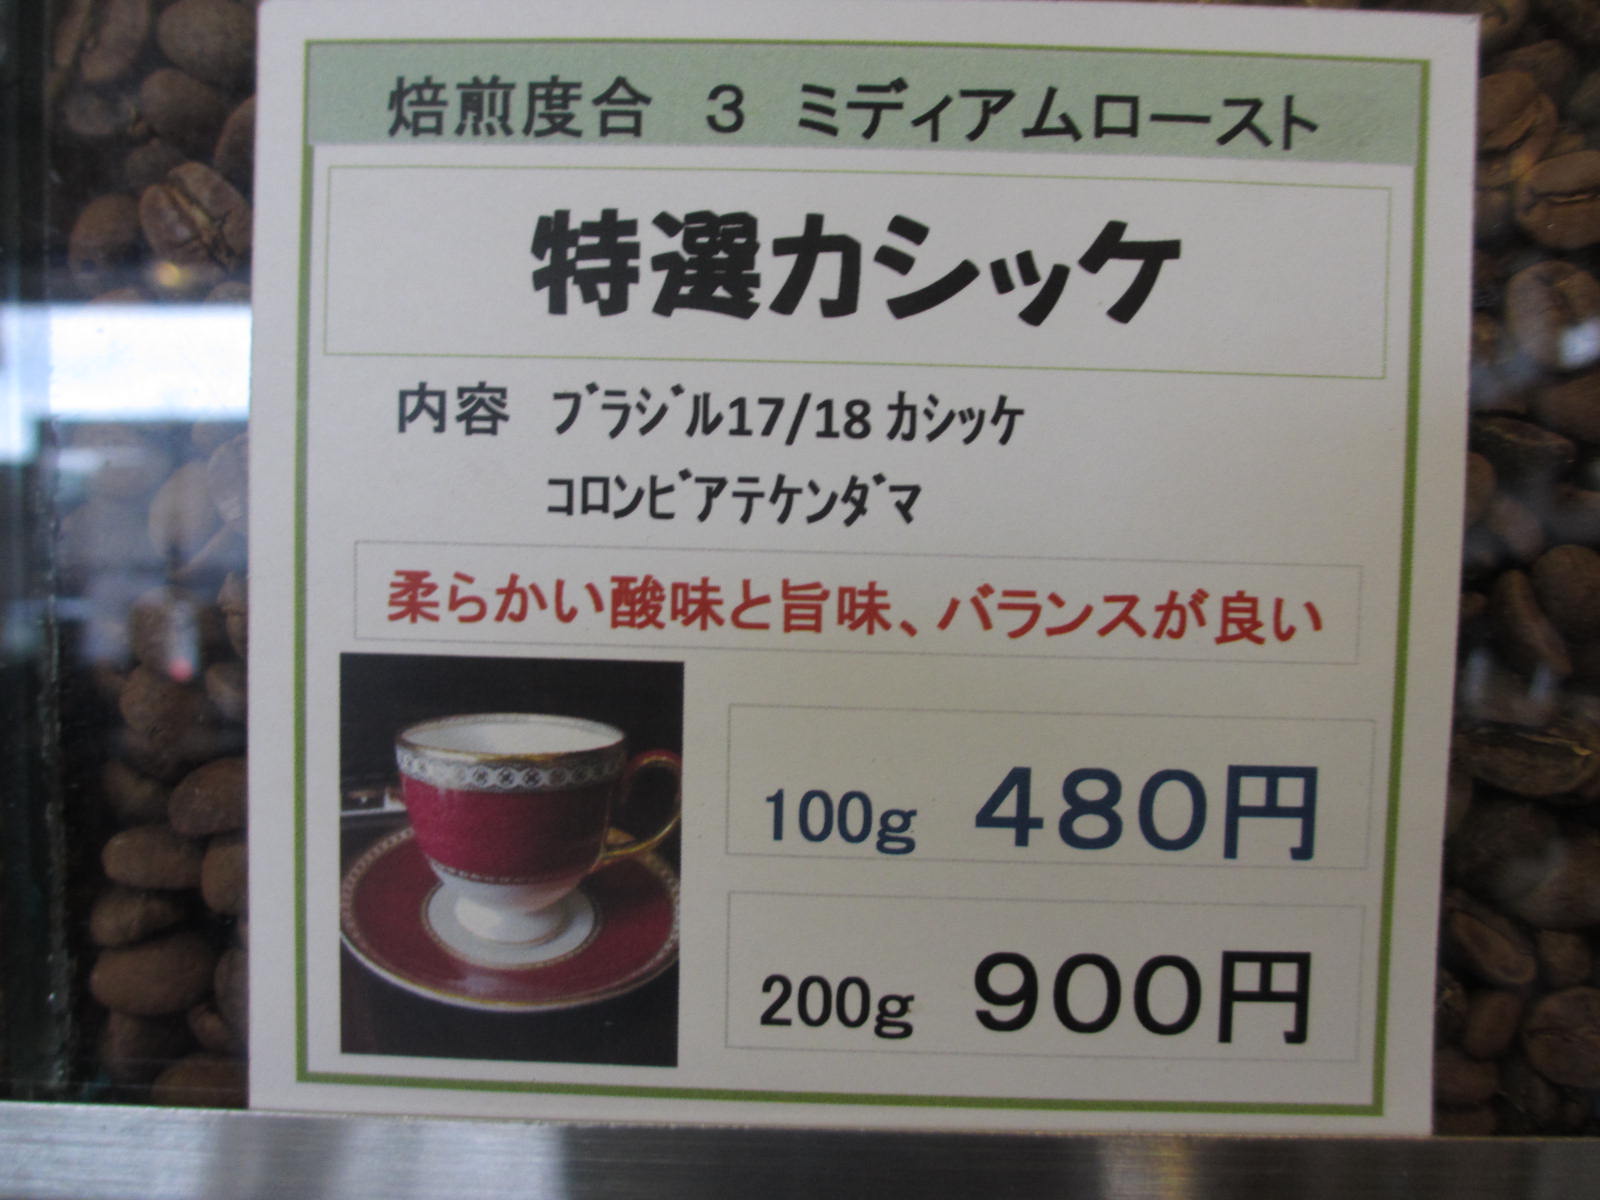 焙煎度合 3 ミディアムロースト
特選カシッケ
内容 ﾌﾞﾗｼﾞﾙ17/18 ｶｼｯｹ
ｺﾛﾝﾋﾞｱﾃｹﾝﾀﾞﾏ
柔らかい酸味と旨味、バランスが良い
100g 480円
200g 900円